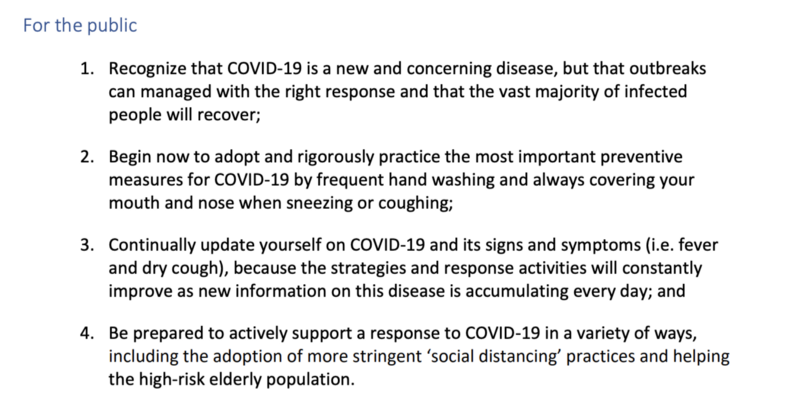 For the public
1. Recognize that COVID-19 is a new and concerning disease, but that outbreaks
can managed with the right response and that the vast majority of infected
people will recover;
2. Begin now to adopt and rigorously practice the most important preventive
measures for COVID-19 by frequent hand washing and always covering your
mouth and nose when sneezing or coughing;
3. Continually update yourself on COVID-19 and its signs and symptoms (i.e. fever
and dry cough), because the strategies and response activities will constantly
improve as new information on this disease is accumulating every day; and
4. Be prepared to actively support a response to COVID-19 in a variety of ways,
including the adoption of more stringent ‘social distancing’ practices and helping
the high-risk elderly population.